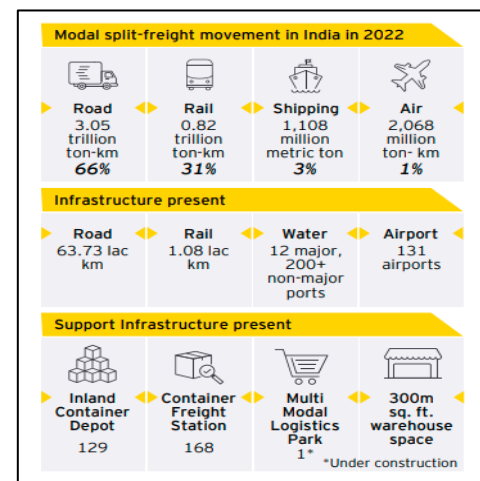 Modal split-freight movement in India in 2022
Road
3.05
trillion
ton-km
66%
Rail
0.82
trillion
ton-km
31%
Shipping
1,108
million
metric ton
3%
Air
2,068
million
ton- km
1%
Infrastructure present
Road
63.73 lac
km
Rail
1.08 lac
km
Water
12 major,
200+
non-major
ports
Airport
131
airports
Support Infrastructure present
Inland
Container
Depot
129
Container
Freight
Station
168
Multi
Modal
Logistics
Park
1*
300m
sq. ft.
warehouse
space
*Under construction